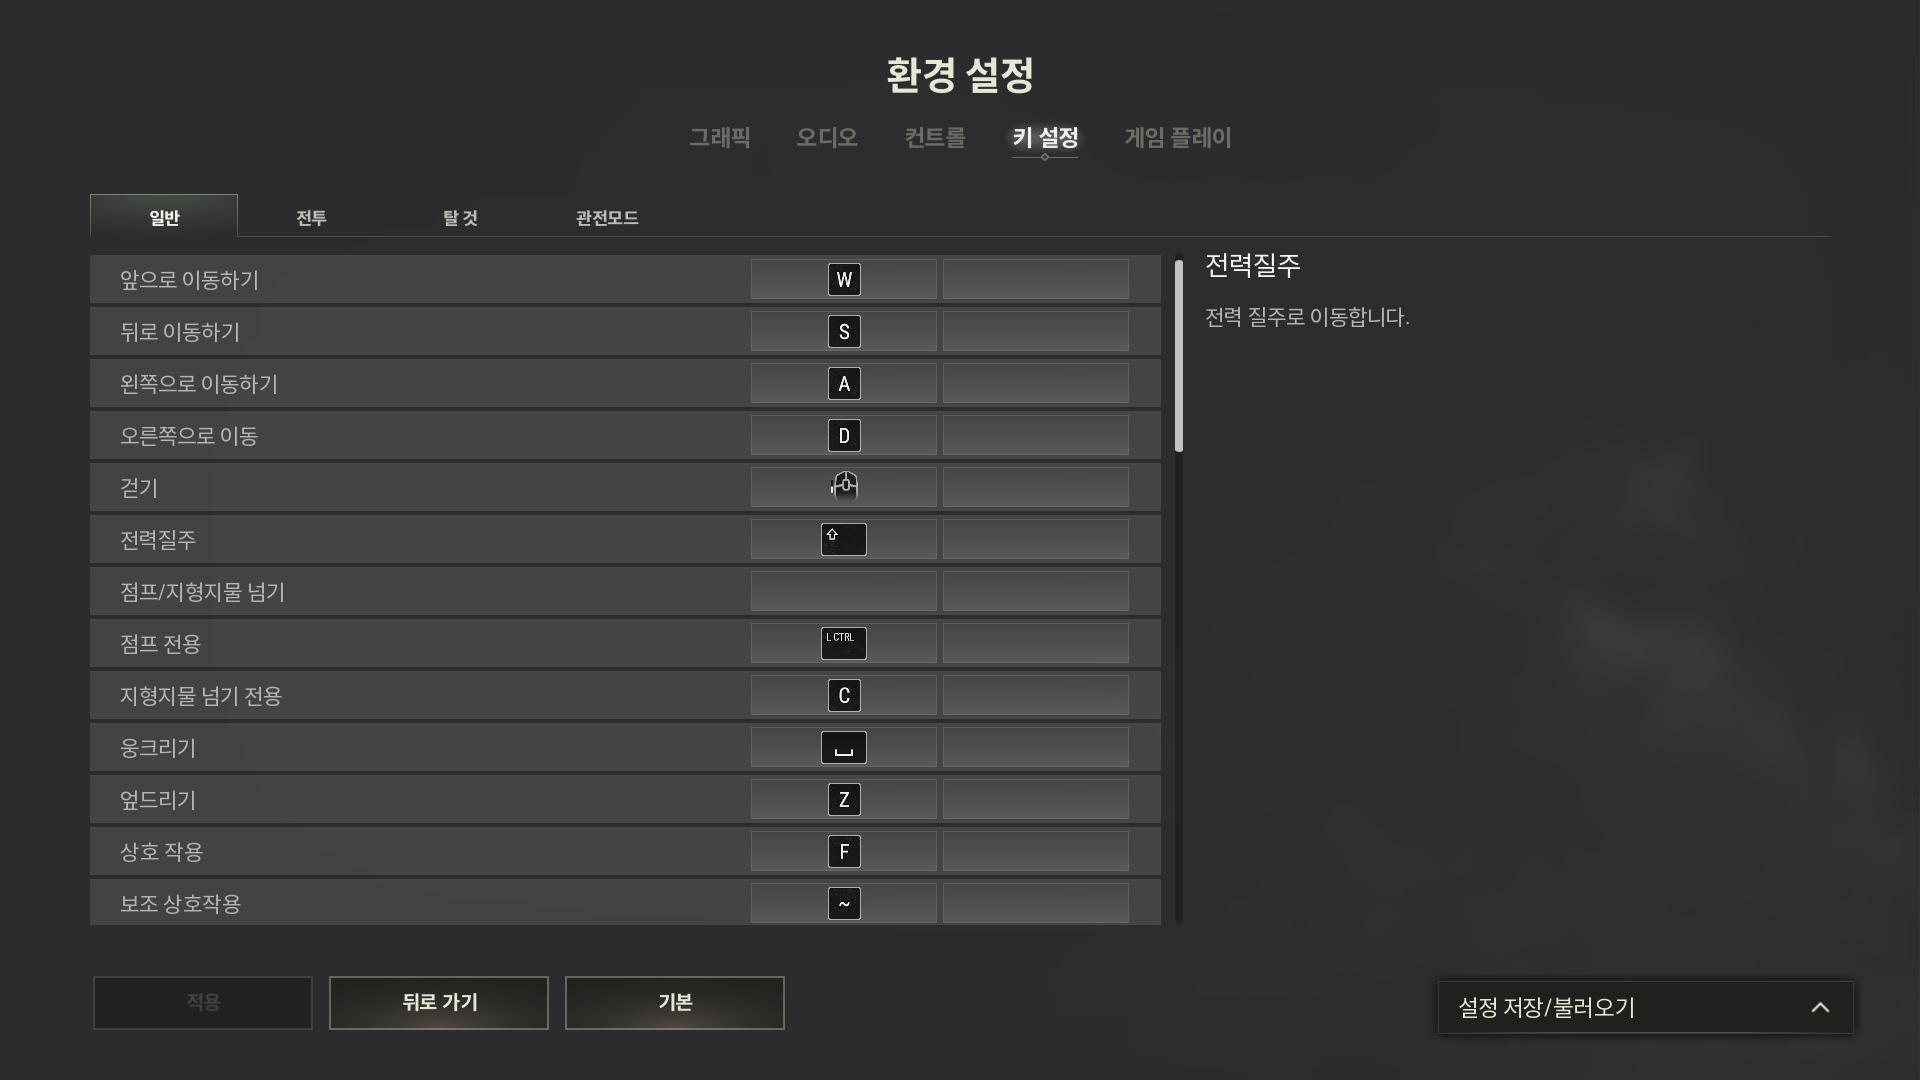 환경 설정
그래픽 오디오 컨트롤 키 설정 게임 플레이
일반 전투 탈 것 관전모드
앞으로 이동하기 W
뒤로 이동하기 S
왼쪽으로 이동하기 A
오른쪽으로 이동 D
걷기
전력질주
점프/지형지물 넘기
점프 전용 L CTRL
지형지물 넘기 전용 C
웅크리기
엎드리기 Z
상호 작용 F
보조 상호작용 ~
전력질주
전력 질주로 이동합니다.
적용 뒤로 가기 기본
설정 저장/불러오기